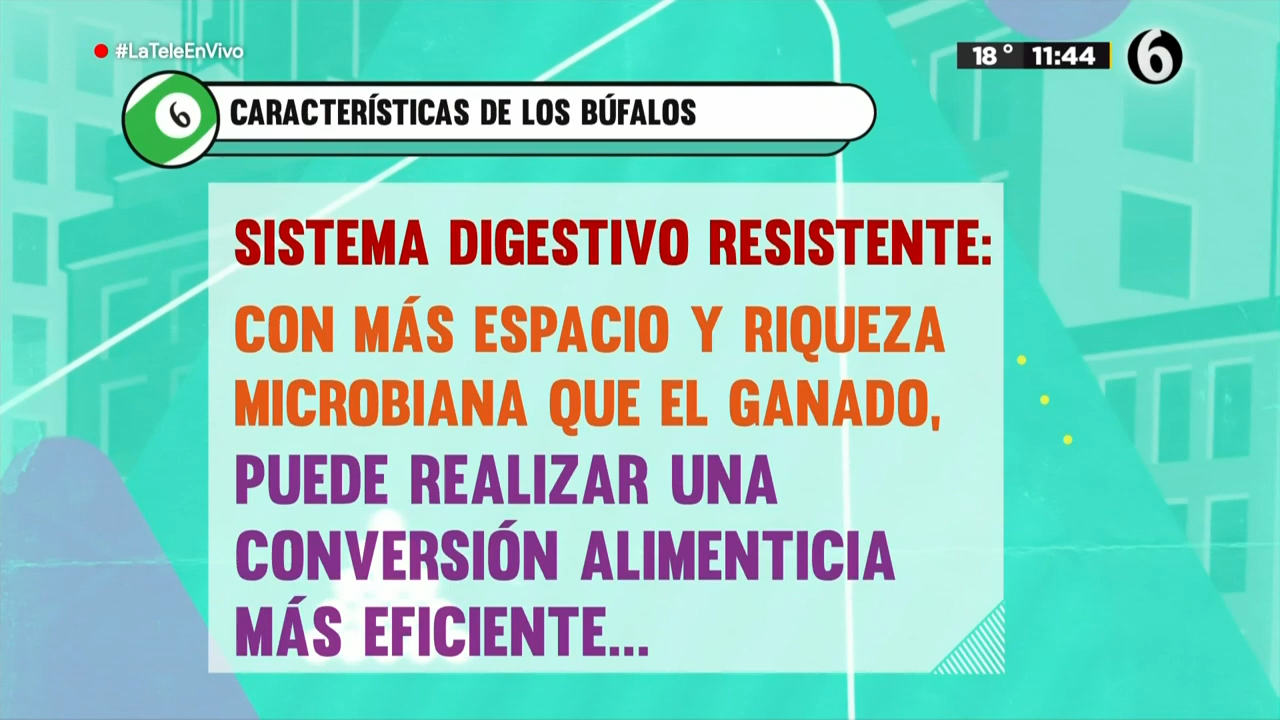 #LaTeleEnVivo
18° 11:44
6
6
CARACTERÍSTICAS DE LOS BÚFALOS
SISTEMA DIGESTIVO RESISTENTE:
CON MÁS ESPACIO Y RIQUEZA
MICROBIANA QUE EL GANADO,
PUEDE REALIZAR UNA
CONVERSIÓN ALIMENTICIA
MÁS EFICIENTE...